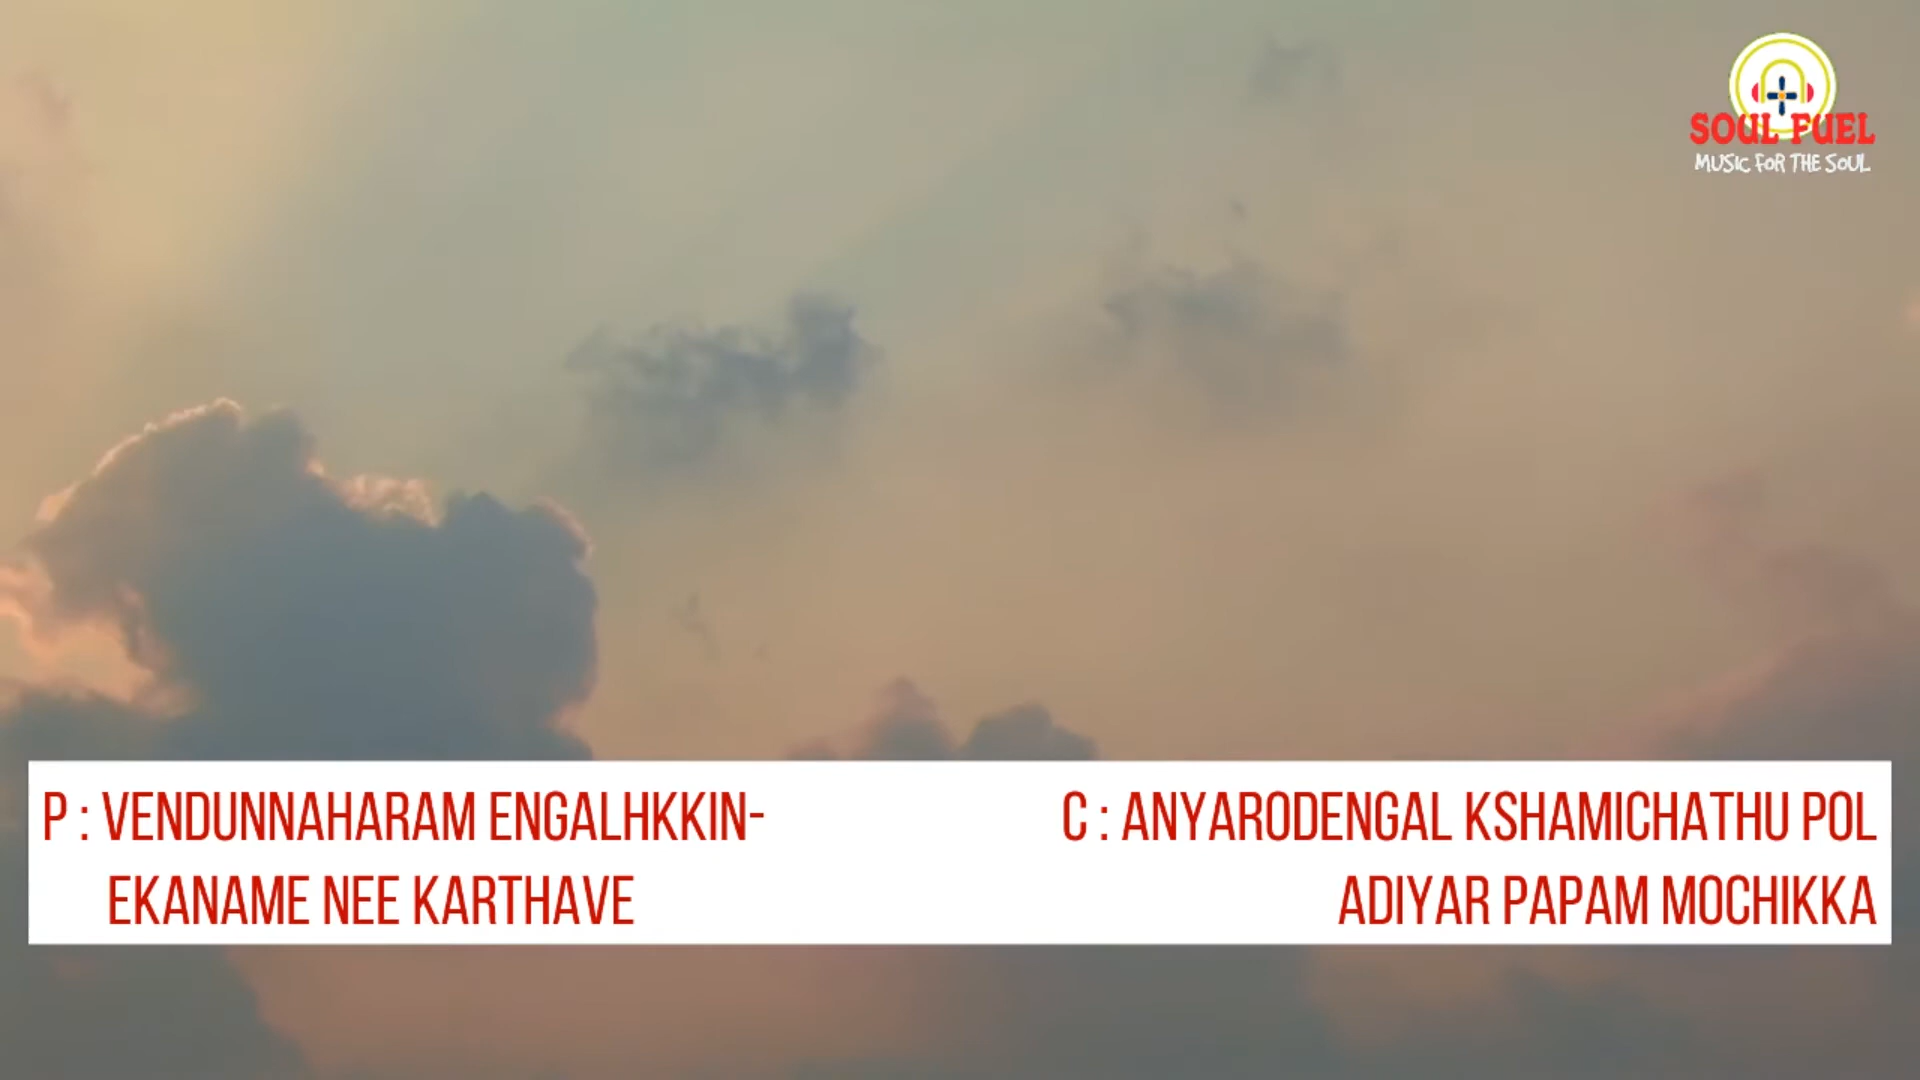 SOUL FUEL
MUSIC FOR THE SOUL
P : VENDUNNAHARAM ENGALHKKIN-
EKANAME NEE KARTHAVE
C : ANYARODENGAL KSHAMICHATHU POL
ADIYAR PAPAM MOCHIKKA